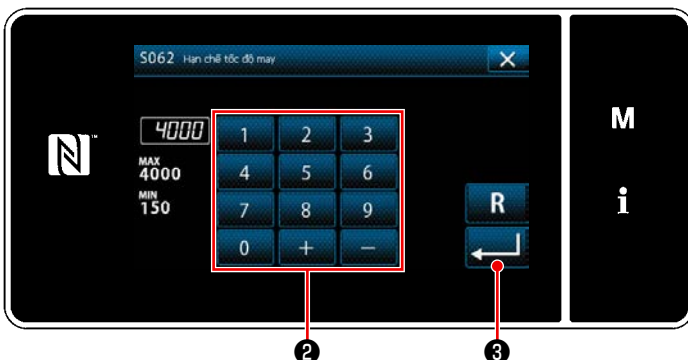 S062 Hạn chế tốc độ may
4000
MAX
4000
MIN
150
1 2 3
4 5 6
7 8 9
0 + −
R
M
i
N™
❷ ❸